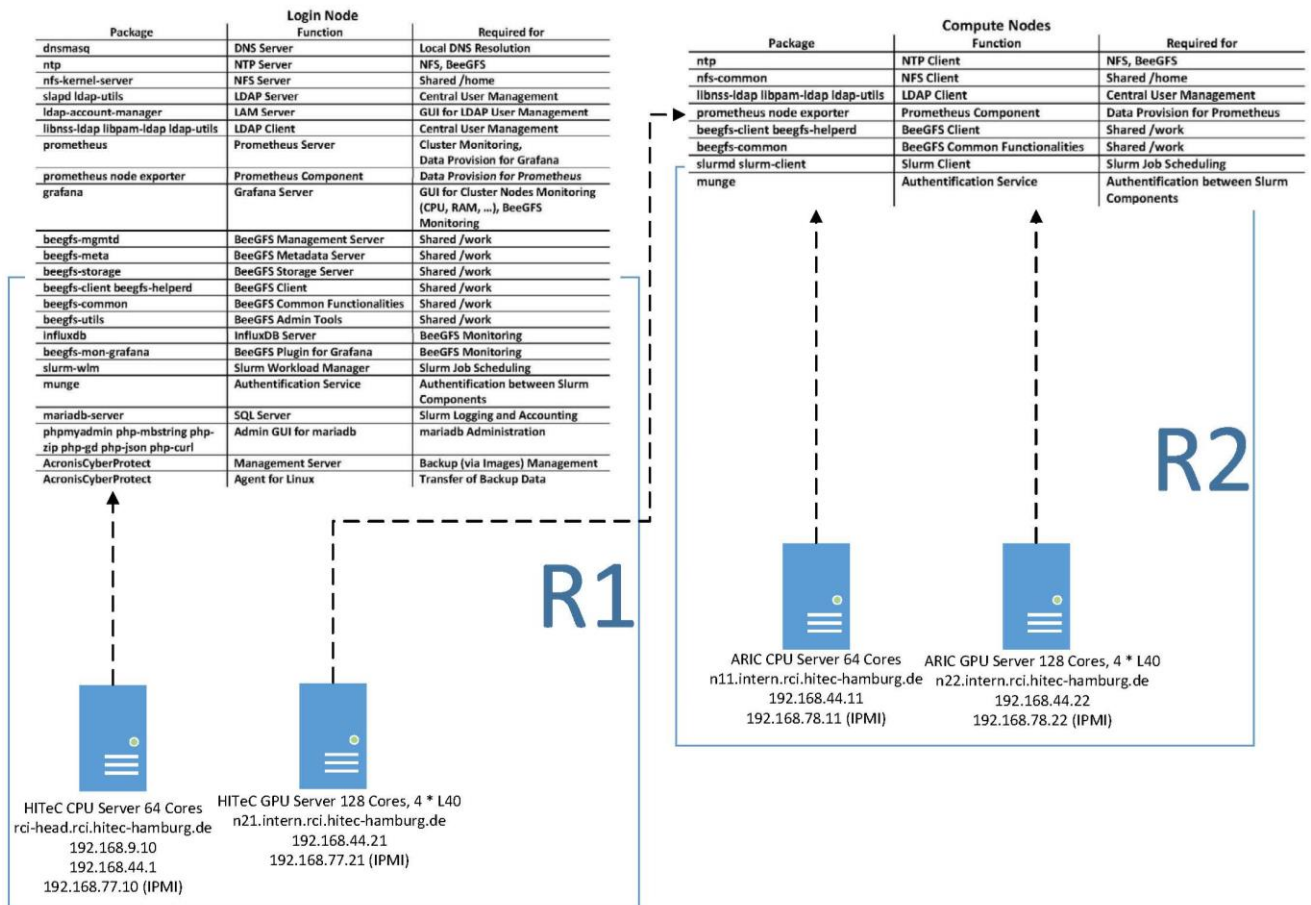 Login Node
Package Function Required for
dnsmasq DNS Server Local DNS Resolution
ntp NTP Server NFS, BeeGFS
nfs-kernel-server NFS Server Shared /home
slapd ldap-utils LDAP Server Central User Management
ldap-account-manager LAM Server GUI for LDAP User Management
libnss-ldap libpam-ldap ldap-utils LDAP Client Central User Management
prometheus Prometheus Server Cluster Monitoring,
Data Provision for Grafana
prometheus node exporter Prometheus Component Data Provision for Prometheus
grafana Grafana Server GUI for Cluster Nodes Monitoring
(CPU, RAM, ...), BeeGFS
Monitoring
beegfs-mgmtd BeeGFS Management Server Shared /work
beegfs-meta BeeGFS Metadata Server Shared /work
beegfs-storage BeeGFS Storage Server Shared /work
beegfs-client beegfs-helperd BeeGFS Client Shared /work
beegfs-common BeeGFS Common Functionalities Shared /work
beegfs-utils BeeGFS Admin Tools Shared /work
influxdb InfluxDB Server BeeGFS Monitoring
beegfs-mon-grafana BeeGFS Plugin for Grafana BeeGFS Monitoring
slurm-wlm Slurm Workload Manager Slurm Job Scheduling
munge Authentification Service Authentification between Slurm
Components
mariadb-server SQL Server Slurm Logging and Accounting
phpmyadmin php-mbstring php- Admin GUI for mariadb mariadb Administration
zip php-gd php-json php-curl
AcronisCyberProtect Management Server Backup (via Images) Management
AcronisCyberProtect Agent for Linux Transfer of Backup Data
R1
HITeC CPU Server 64 Cores
rci-head.rci.hitec-hamburg.de
192.168.9.10
192.168.44.1
192.168.77.10 (IPMI)
HITeC GPU Server 128 Cores, 4 * L40
n21.intern.rci.hitec-hamburg.de
192.168.44.21
192.168.77.21 (IPMI)
Compute Nodes
Package Function Required for
ntp NTP Client NFS, BeeGFS
nfs-common NFS Client Shared /home
libnss-ldap libpam-ldap ldap-utils LDAP Client Central User Management
prometheus node exporter Prometheus Component Data Provision for Prometheus
beegfs-client beegfs-helperd BeeGFS Client Shared /work
beegfs-common BeeGFS Common Functionalities Shared /work
slurmd slurm-client Slurm Client Slurm Job Scheduling
munge Authentification Service Authentification between Slurm
Components
R2
ARIC CPU Server 64 Cores
n11.intern.rci.hitec-hamburg.de
192.168.44.11
192.168.78.11 (IPMI)
ARIC GPU Server 128 Cores, 4 * L40
n22.intern.rci.hitec-hamburg.de
192.168.44.22
192.168.78.22 (IPMI)